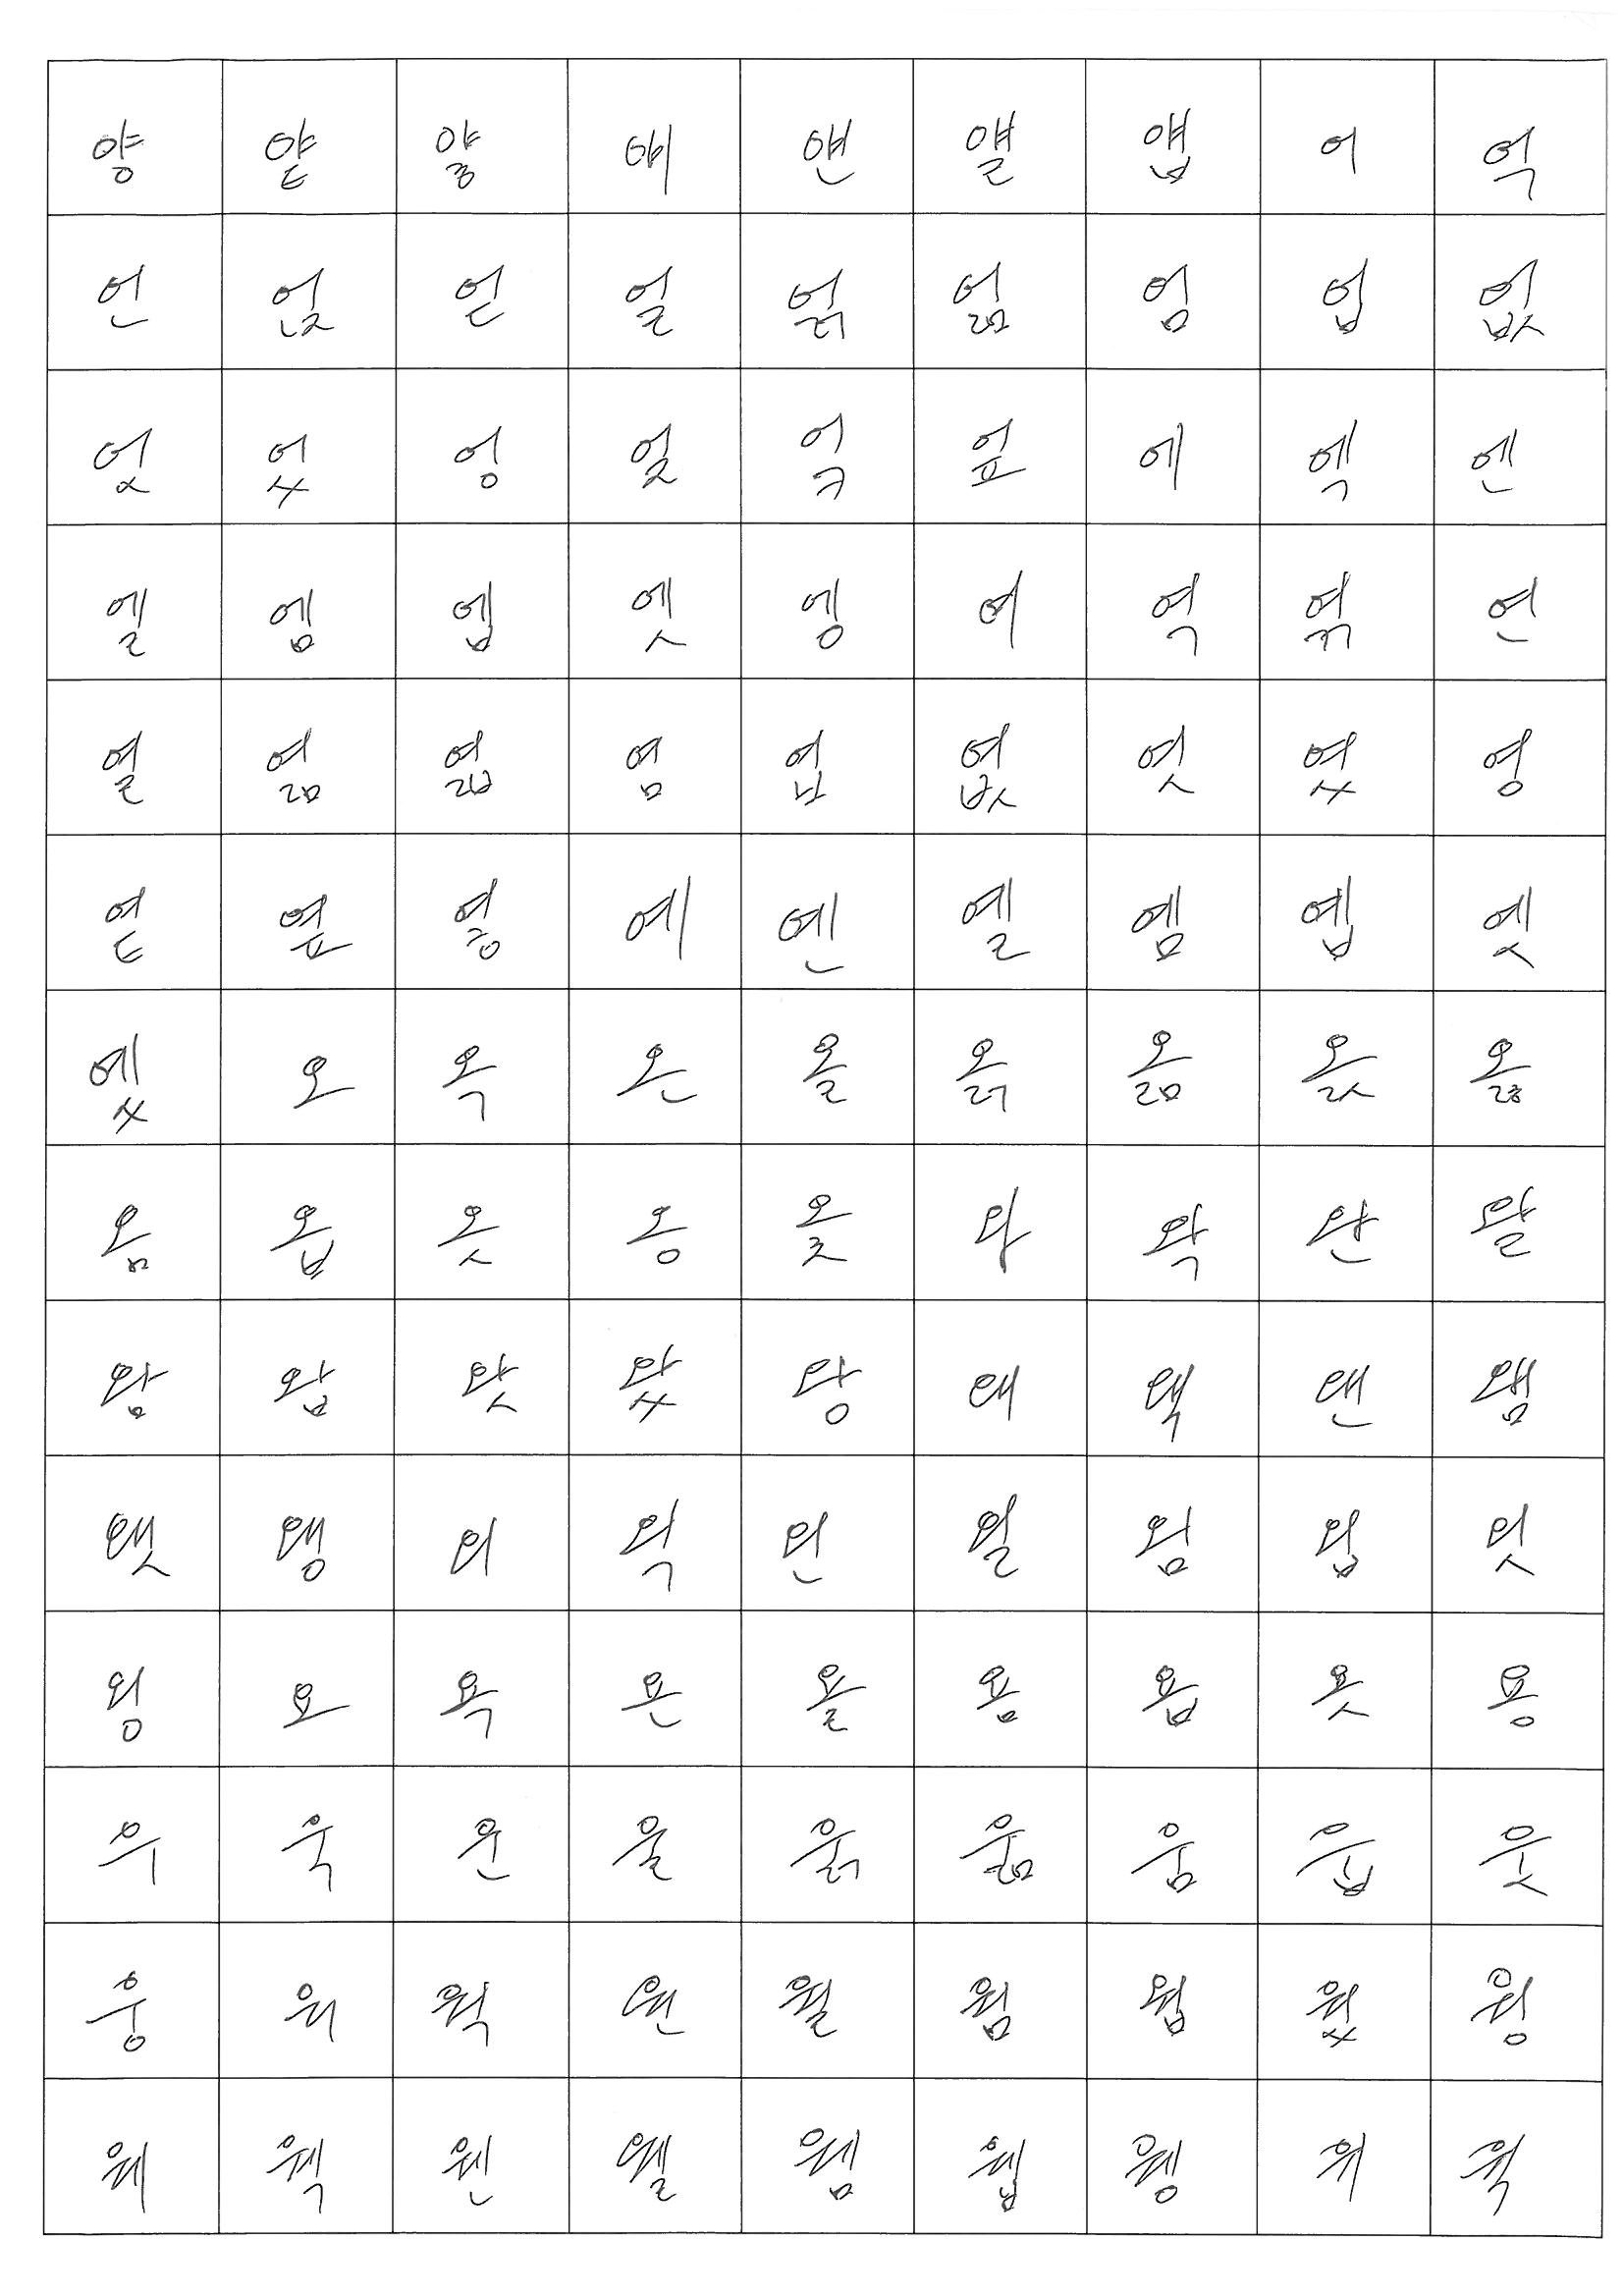 양 얕 얗 얘 얜 얠 얩 어 억
언 얹 얻 얼 얽 엄 업 없
엇 었 엉 엊 엌 엎 에 엑 엔
엘 엠 엡 엣 엥 여 역 엮 연
열 엶 엷 염 엽 엾 엿 였 영
옅 옆 옇 예 옌 옐 옘 옙 옛
옜 오 옥 온 올 옭 옮 옰 옳
옴 옵 옷 옹 옻 와 왁 완 왈
왐 왑 왓 왔 왕 왜 왝 왠 왬
왯 왱 외 왹 왼 욀 욈 욉 욋
욍 요 욕 욘 욜 욤 욥 욧 용
우 욱 운 울 욹 욺 움 웁 웃
웅 워 웍 원 월 웜 웝 웠 웡
웨 웩 웬 웰 웸 웹 웽 위 윅